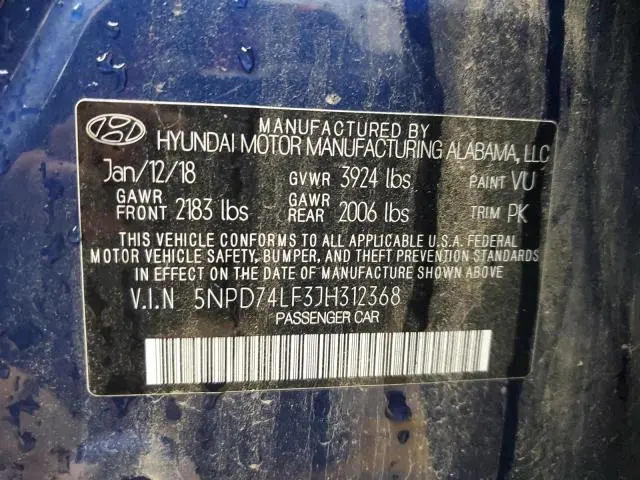 MANUFACTURED BY
HYUNDAI MOTOR MANUFACTURING ALABAMA, LLC
Jan/12/18 GVWR 3924 lbs PAINT VU
GAWR FRONT 2183 lbs GAWR REAR 2006 lbs TRIM PK
THIS VEHICLE CONFORMS TO ALL APPLICABLE U.S.A. FEDERAL
MOTOR VEHICLE SAFETY, BUMPER, AND THEFT PREVENTION STANDARDS
IN EFFECT ON THE DATE OF MANUFACTURE SHOWN ABOVE
V.I.N 5NPD74LF3JH312368
PASSENGER CAR